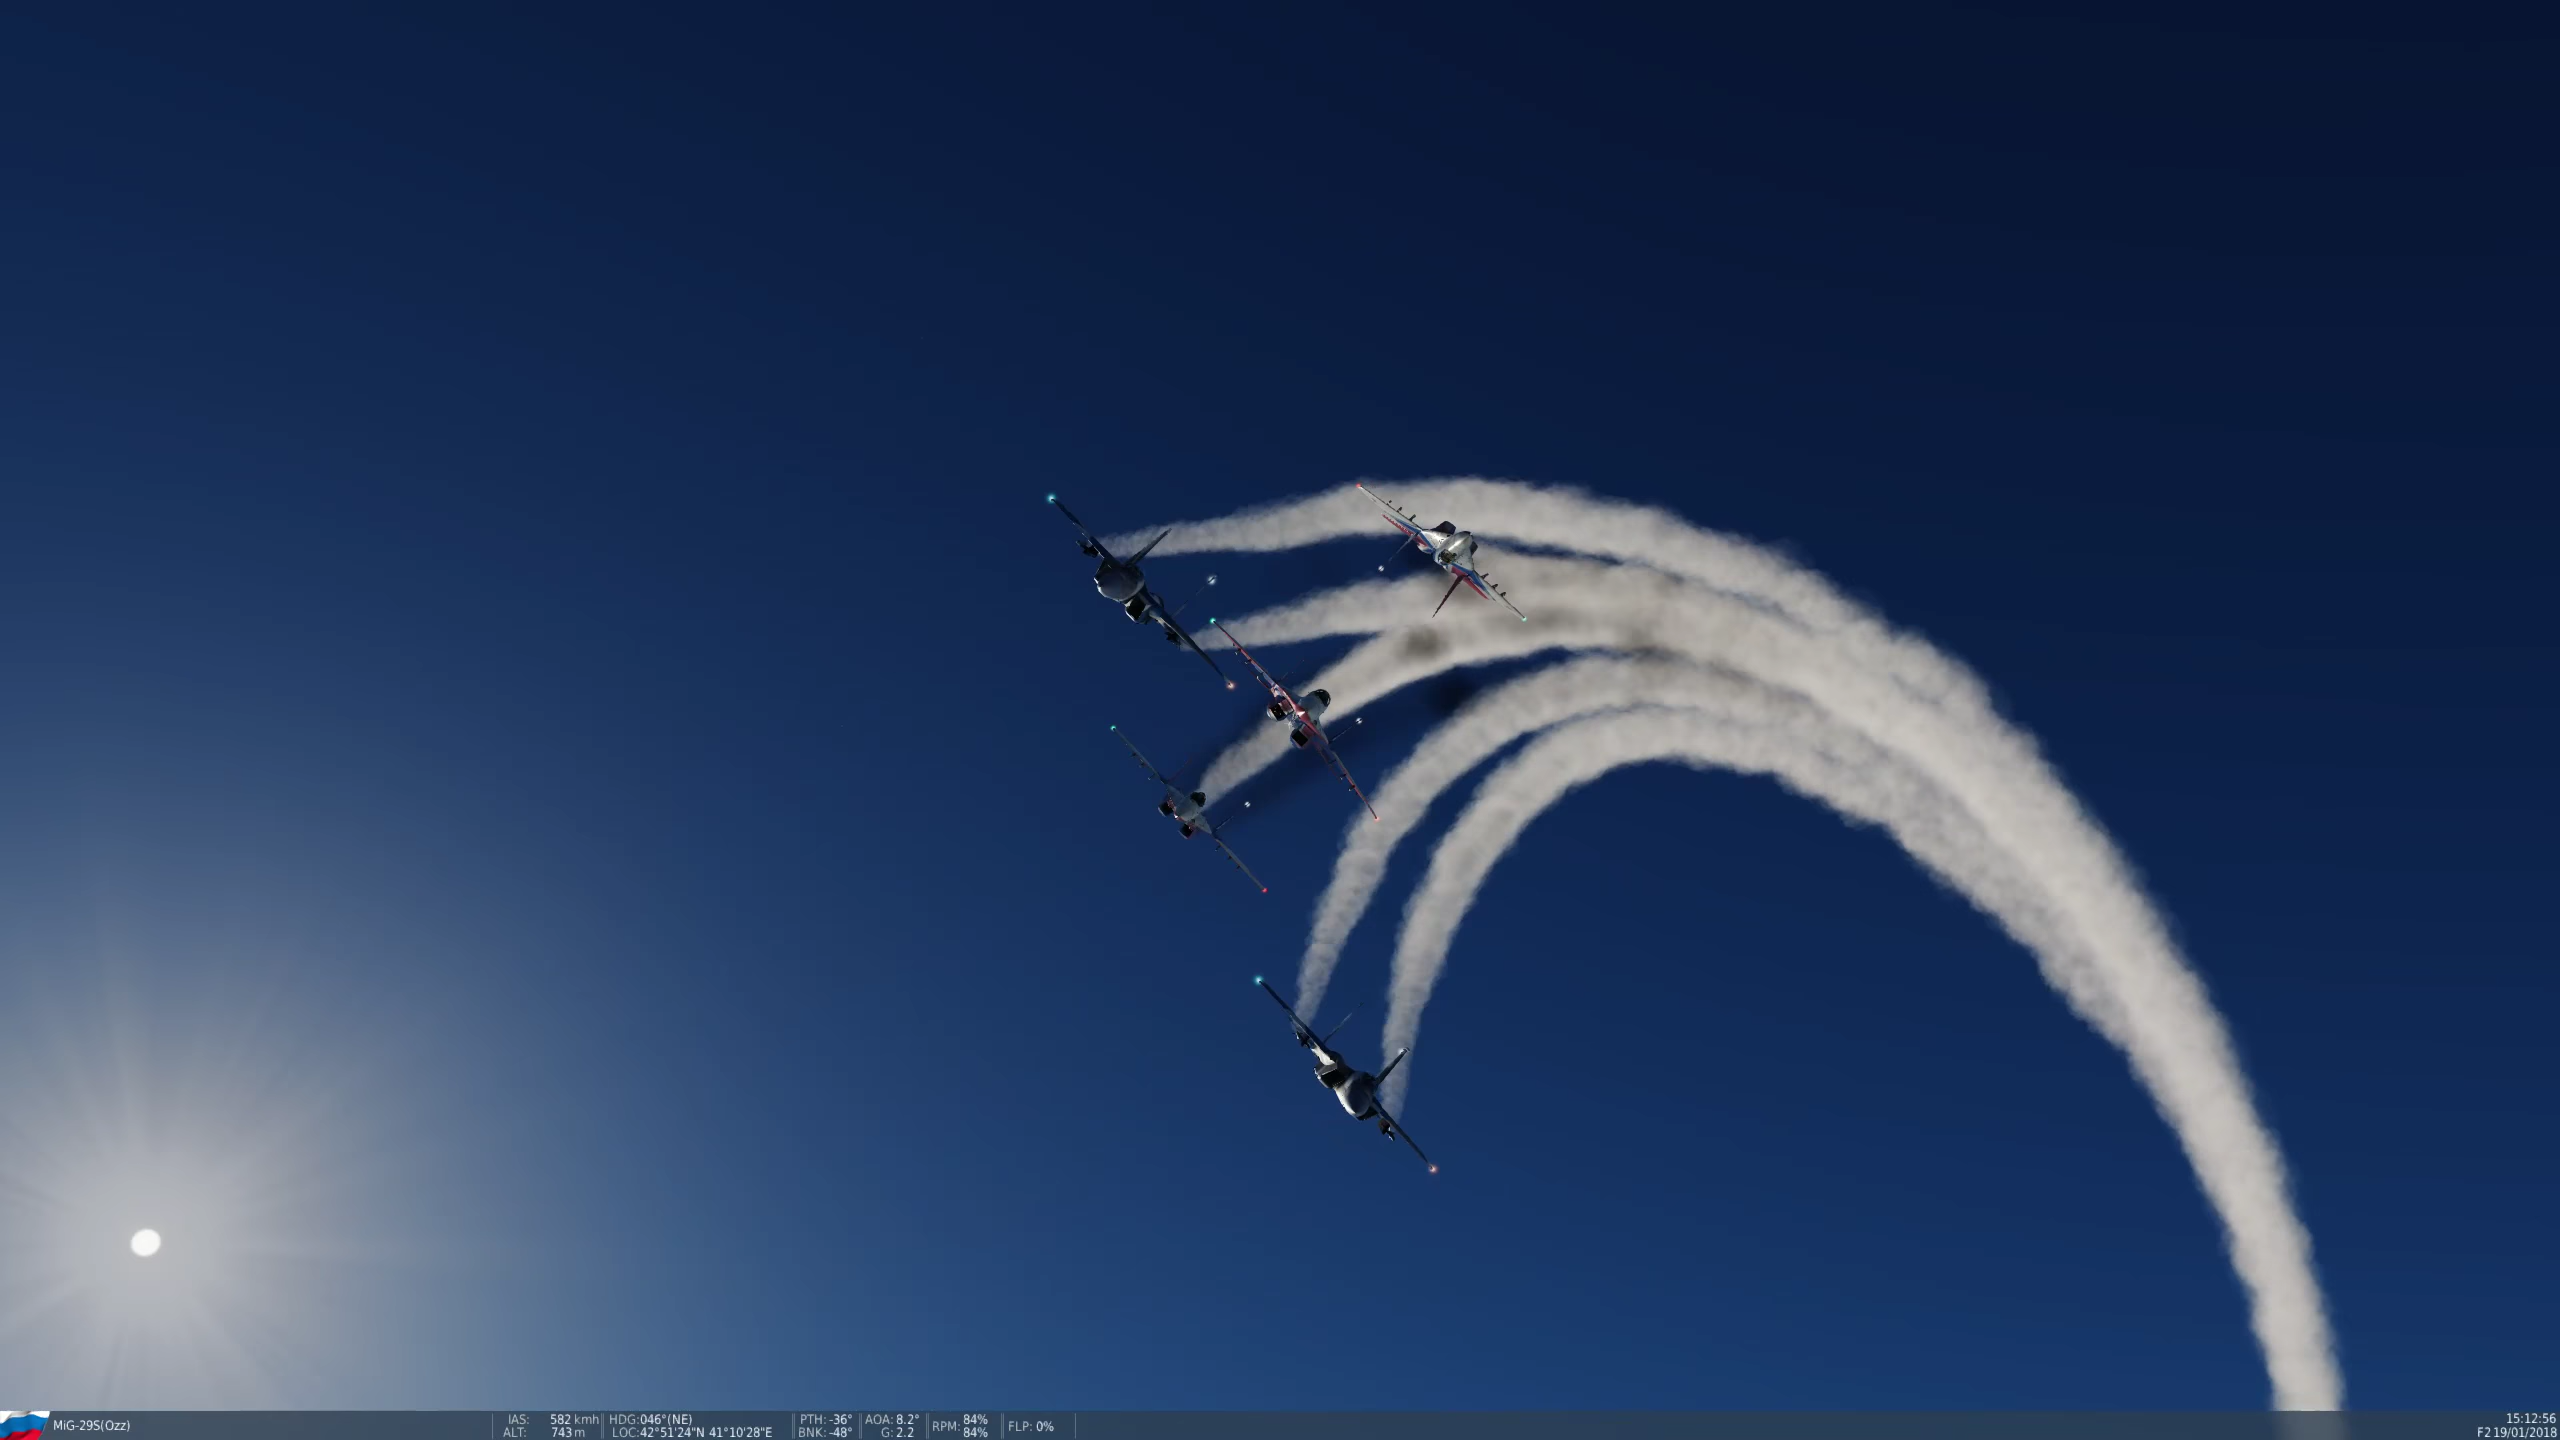 MiG-29S(Ozz)
IAS: 582 kmh HDG:046°(NE) PTH: -36° AOA: 8.2° RPM: 84% FLP: 0% 15:12:56
ALT: 743 m LOC:42°51'24"N 41°10'28"E BNK: -48° G: 2.2 84% F2 19/01/2018